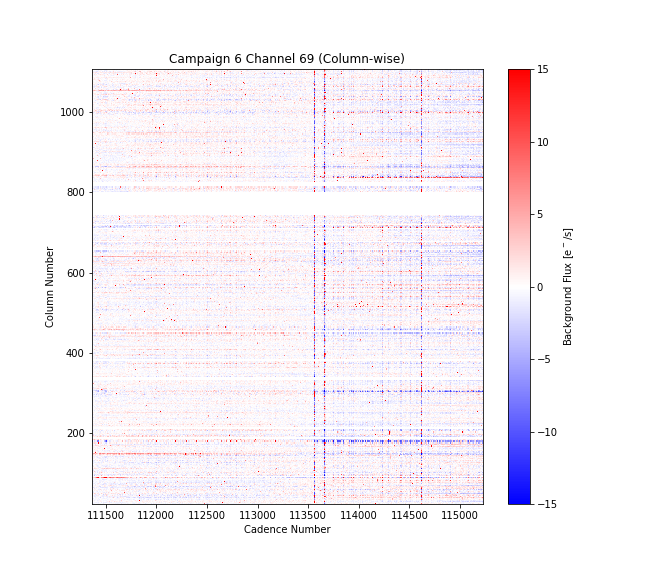 Campaign 6 Channel 69 (Column-wise)
Column Number
1000
800
600
400
200
111500 112000 112500 113000 113500 114000 114500 115000
Cadence Number
15
10
5
0
−5
−10
−15
Background Flux [e⁻/s]